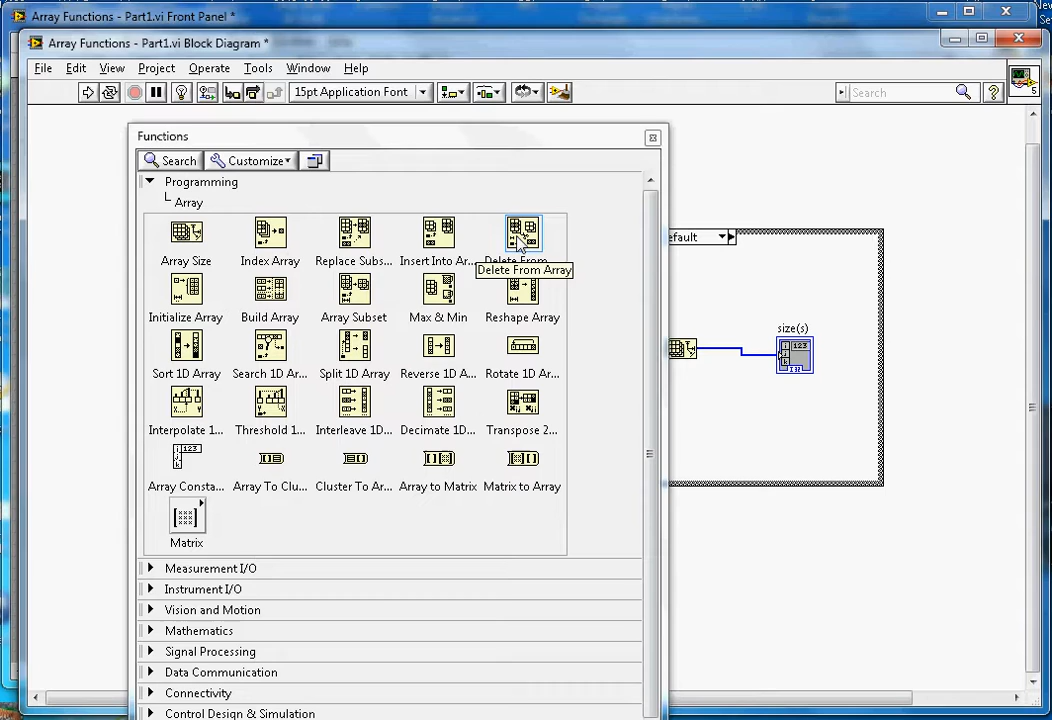 Array Functions - Part1.vi Front Panel *
Array Functions - Part1.vi Block Diagram *
File Edit View Project Operate Tools Window Help
15pt Application Font
Search
?
5
Functions
Search Customize
Programming
Array
Array Size Index Array Replace Subs... Insert Into Ar... Delete From...
Delete From Array
Initialize Array Build Array Array Subset Max & Min Reshape Array
Sort 1D Array Search 1D Ar... Split 1D Array Reverse 1D A... Rotate 1D Ar...
Interpolate 1... Threshold 1... Interleave 1D... Decimate 1D... Transpose 2...
Array Consta... Array To Clu... Cluster To Ar... Array to Matrix Matrix to Array
Matrix
Measurement I/O
Instrument I/O
Vision and Motion
Mathematics
Signal Processing
Data Communication
Connectivity
Control Design & Simulation
efault
size(s)
123
I32